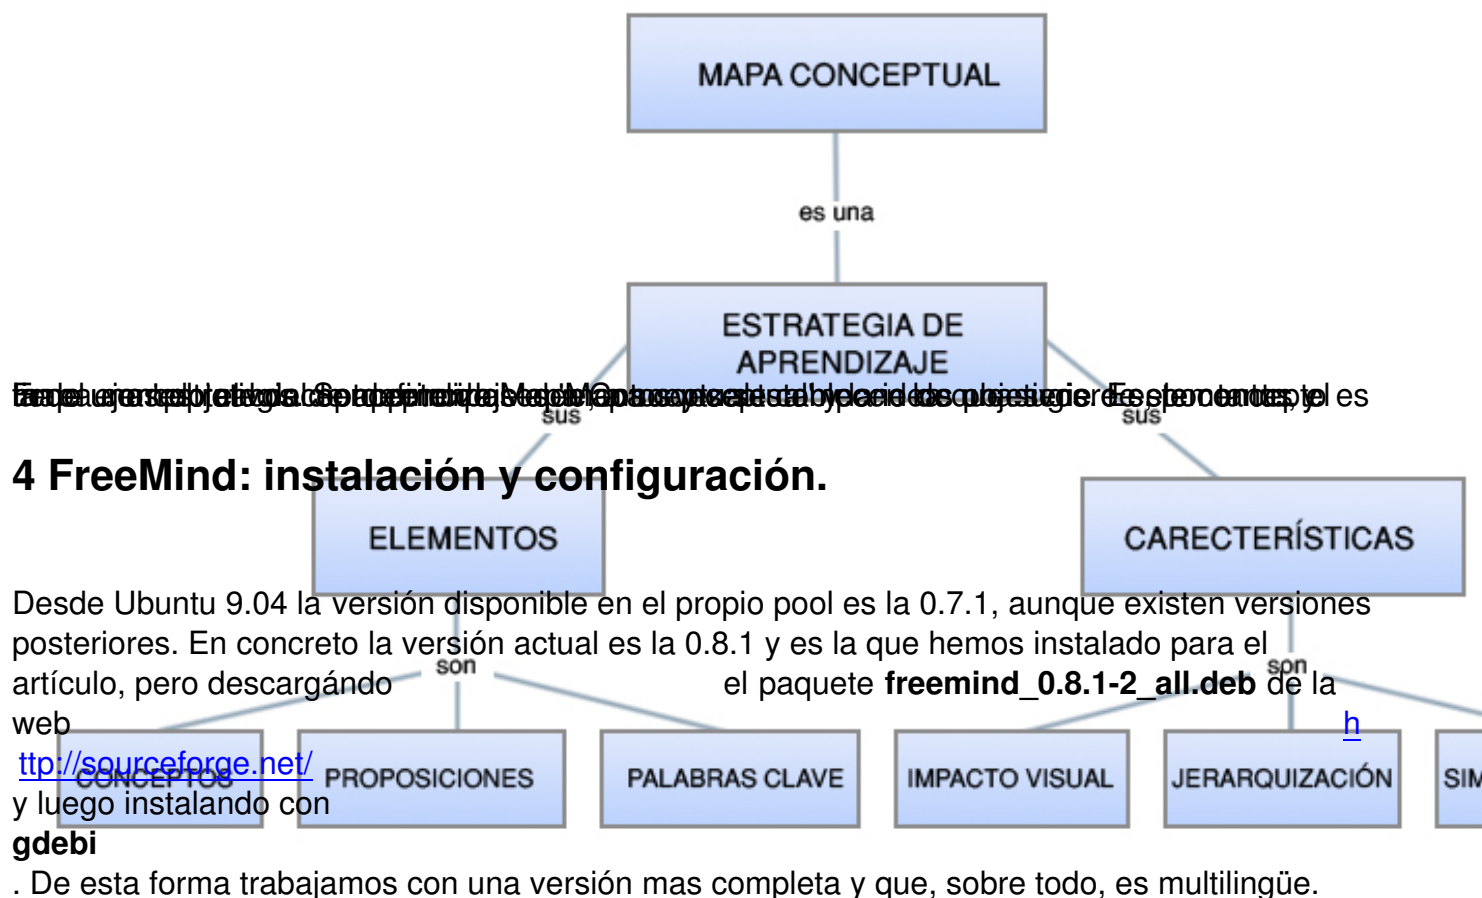 MAPA CONCEPTUAL
es una
ESTRATEGIA DE
APRENDIZAJE
sus
sus
4 FreeMind: instalación y configuración.
ELEMENTOS
CARECTERÍSTICAS
Desde Ubuntu 9.04 la versión disponible en el propio pool es la 0.7.1, aunque existen versiones
posteriores. En concreto la versión actual es la 0.8.1 y es la que hemos instalado para el
son
son
artículo, pero descargándo el paquete freemind_0.8.1-2_all.deb de la
web h
ttp://sourceforge.net/
CONCEPTOS
PROPOSICIONES
PALABRAS CLAVE
IMPACTO VISUAL
JERARQUIZACIÓN
SIM
y luego instalando con
gdebi
. De esta forma trabajamos con una versión mas completa y que, sobre todo, es multilingüe.